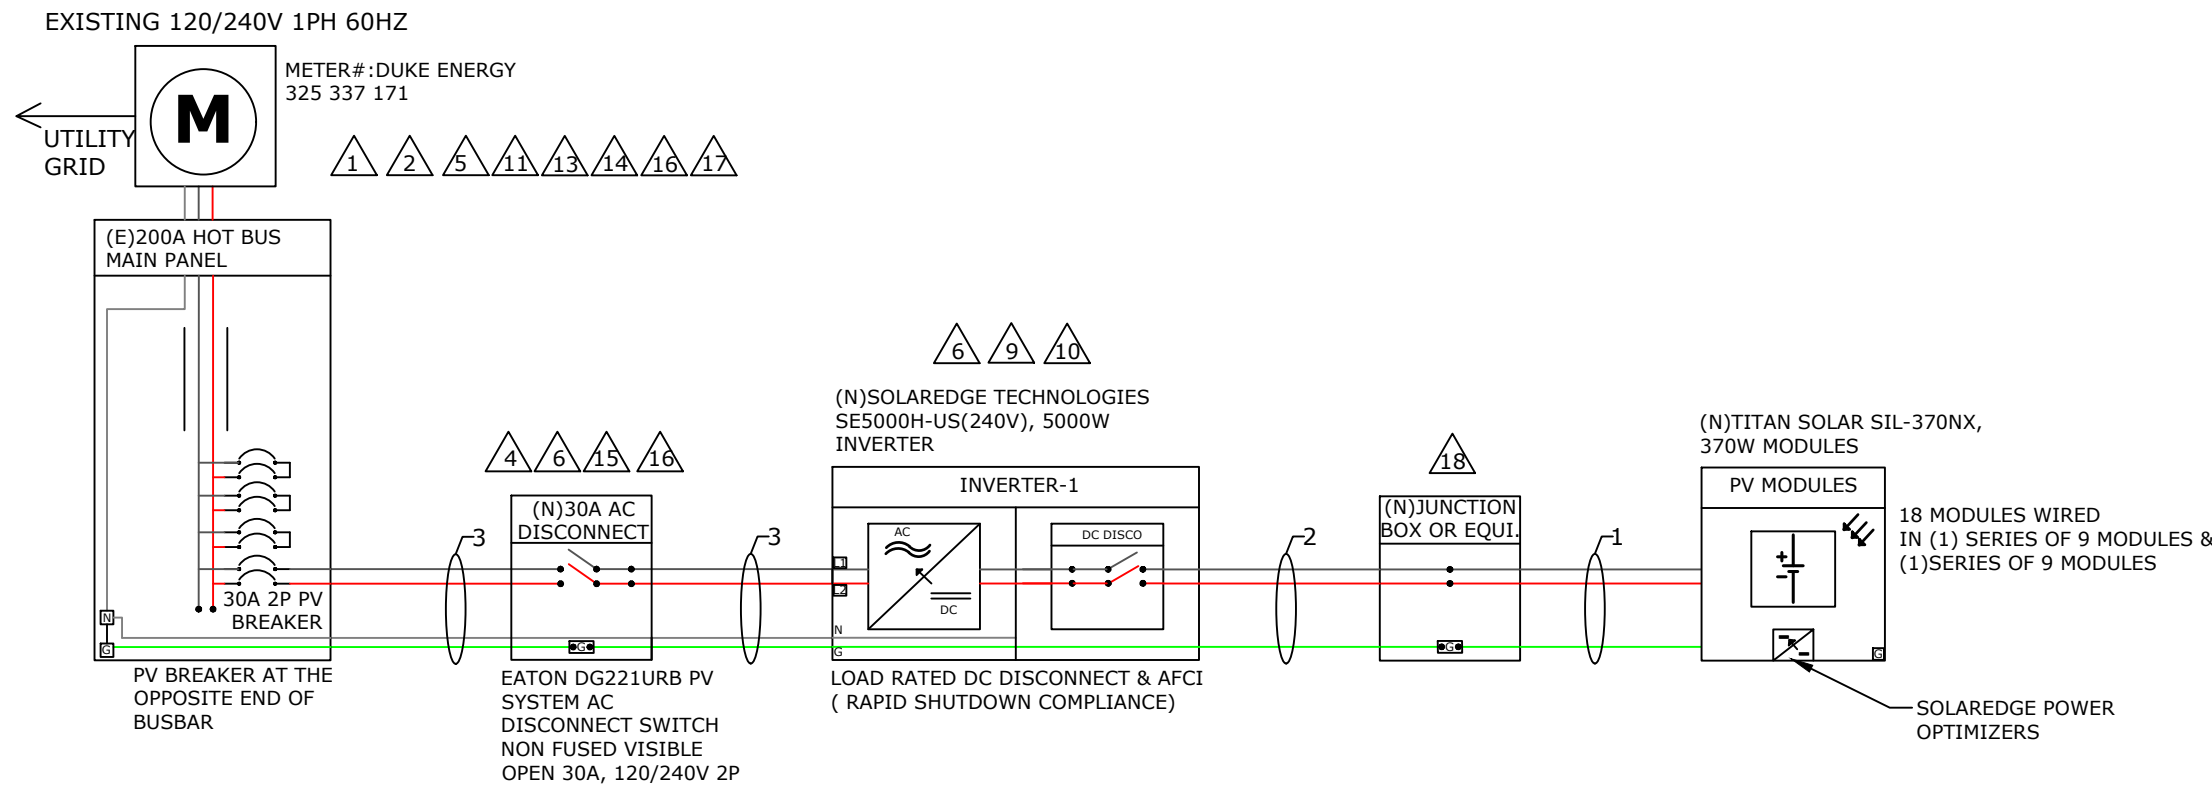 EXISTING 120/240V 1PH 60HZ
M
METER#:DUKE ENERGY
325 337 171
UTILITY
GRID
1 2 5 11 13 14 16 17
(E)200A HOT BUS
MAIN PANEL
30A 2P PV
BREAKER
N
G
PV BREAKER AT THE
OPPOSITE END OF
BUSBAR
3
4 6 15 16
(N)30A AC
DISCONNECT
G
EATON DG221URB PV
SYSTEM AC
DISCONNECT SWITCH
NON FUSED VISIBLE
OPEN 30A, 120/240V 2P
3
6 9 10
(N)SOLAREDGE TECHNOLOGIES
SE5000H-US(240V), 5000W
INVERTER
INVERTER-1
AC
DC
DC DISCO
L1
L2
N
G
LOAD RATED DC DISCONNECT & AFCI
( RAPID SHUTDOWN COMPLIANCE)
2
18
(N)JUNCTION
BOX OR EQUI.
G
1
(N)TITAN SOLAR SIL-370NX,
370W MODULES
PV MODULES
G
18 MODULES WIRED
IN (1) SERIES OF 9 MODULES &
(1)SERIES OF 9 MODULES
SOLAREDGE POWER
OPTIMIZERS